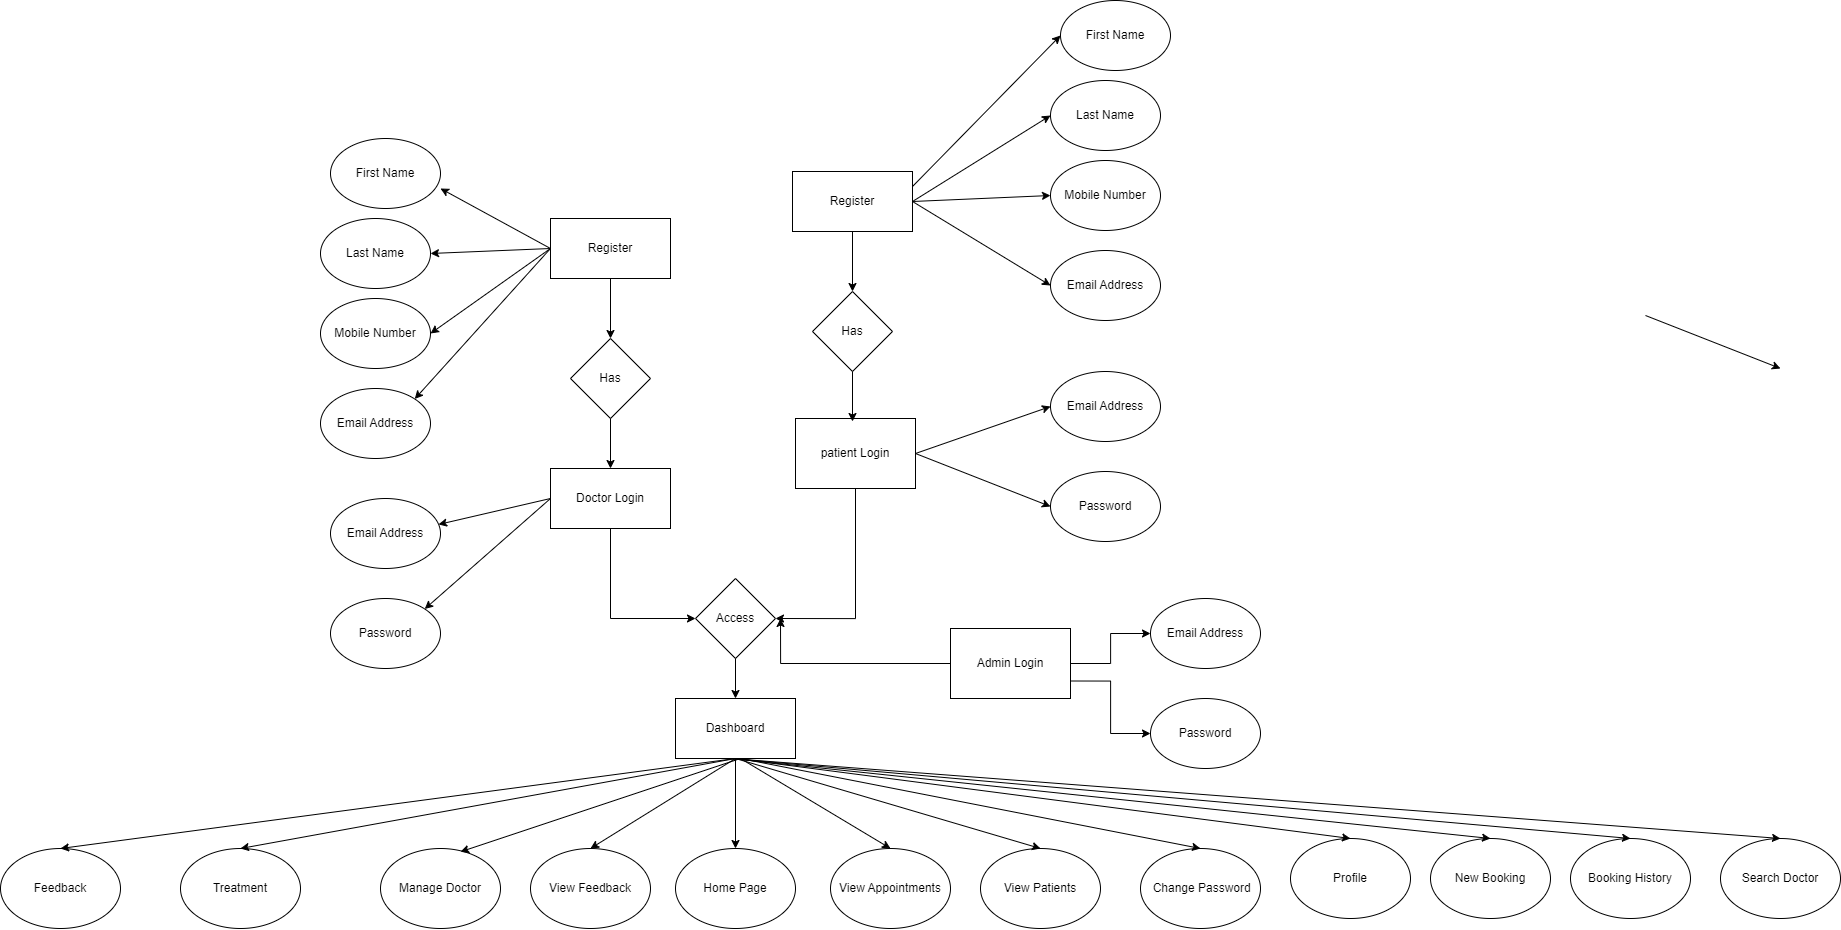 First Name
Last Name
Mobile Number
Email Address
Register
Register
First Name
Last Name
Mobile Number
Email Address
Has
Has
Doctor Login
patient Login
Email Address
Password
Email Address
Password
Access
Admin Login
Email Address
Password
Dashboard
Feedback
Treatment
Manage Doctor
View Feedback
Home Page
View Appointments
View Patients
Change Password
Profile
New Booking
Booking History
Search Doctor